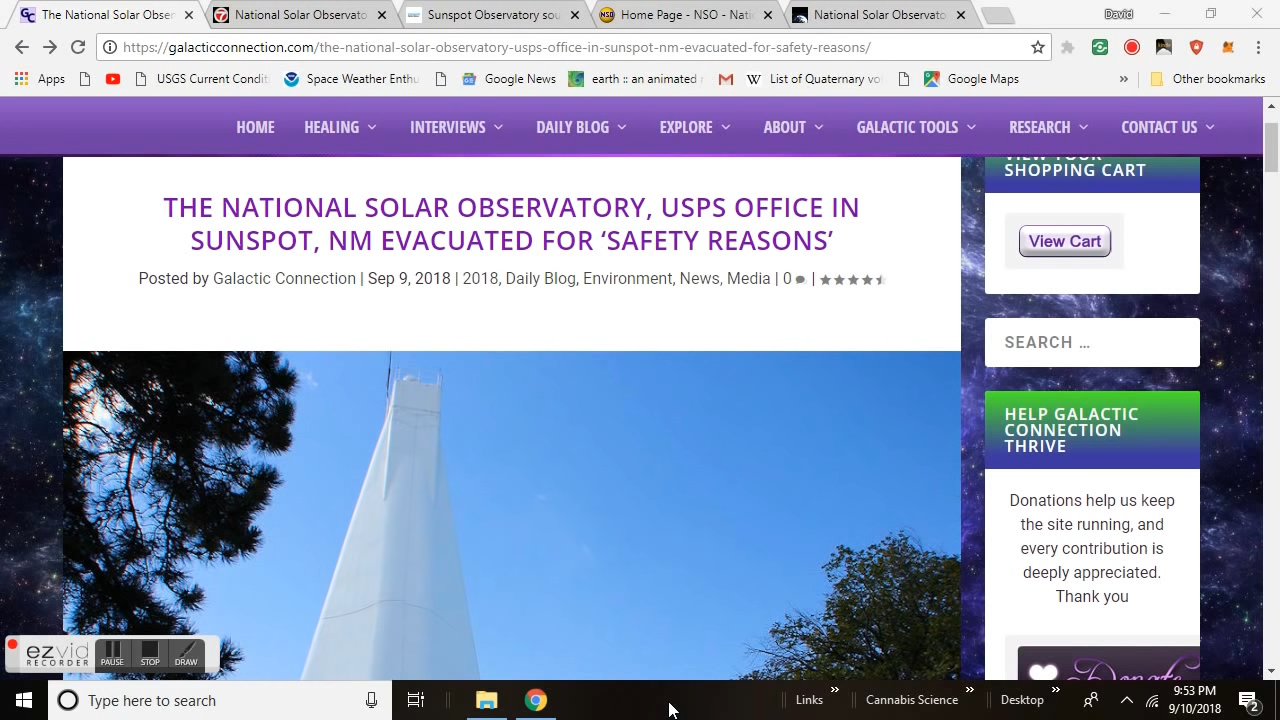 The National Solar Obser
National Solar Observato
Sunspot Observatory sou
Home Page - NSO - Nati
National Solar Observato
David
https://galacticconnection.com/the-national-solar-observatory-usps-office-in-sunspot-nm-evacuated-for-safety-reasons/
Apps
USGS Current Condit
Space Weather Enthu
Google News
earth :: an animated
List of Quaternary vo
Google Maps
Other bookmarks
HOME
HEALING
INTERVIEWS
DAILY BLOG
EXPLORE
ABOUT
GALACTIC TOOLS
RESEARCH
CONTACT US
THE NATIONAL SOLAR OBSERVATORY, USPS OFFICE IN
SUNSPOT, NM EVACUATED FOR ‘SAFETY REASONS’
Posted by Galactic Connection | Sep 9, 2018 | 2018, Daily Blog, Environment, News, Media | 0 |
VIEW YOUR
SHOPPING CART
View Cart
SEARCH …
HELP GALACTIC
CONNECTION
THRIVE
Donations help us keep
the site running, and
every contribution is
deeply appreciated.
Thank you
Donate
ezvid
RECORDER
PAUSE
STOP
DRAW
Type here to search
Links
Cannabis Science
Desktop
9:53 PM
9/10/2018
2